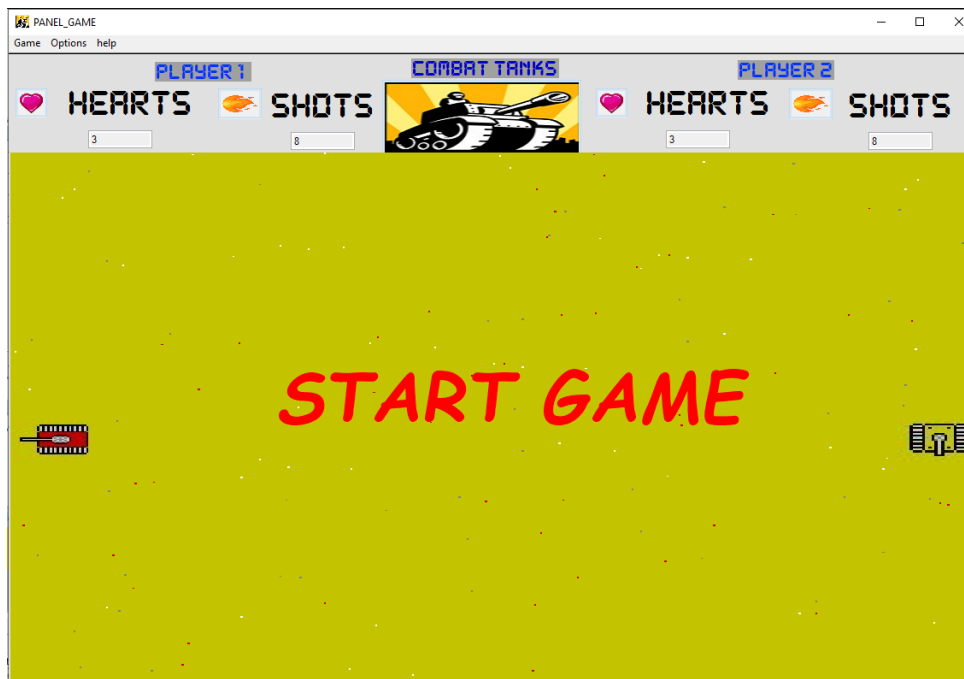 PANEL_GAME
Game Options help
PLAYER 1
COMBAT TANKS
PLAYER 2
HEARTS
SHOTS
HEARTS
SHOTS
3
8
3
8
START GAME